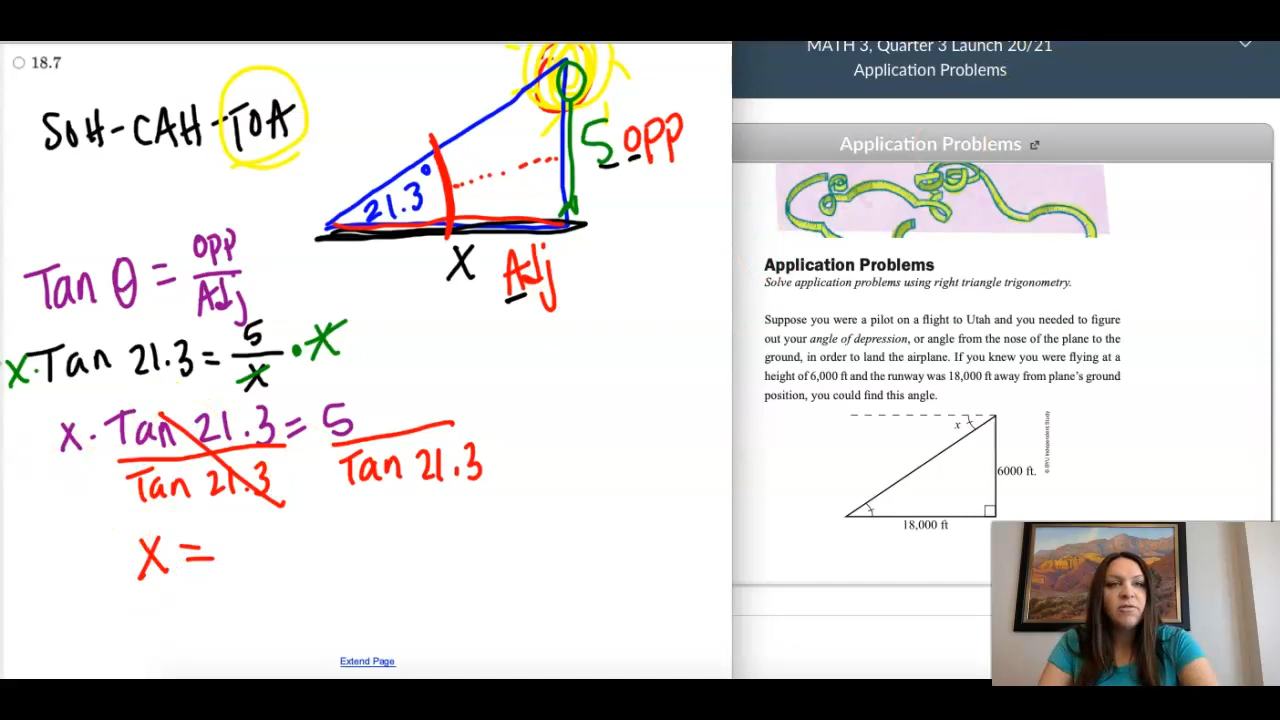 18.7
SOH-CAH-TOA
21.3°
5 opp
X Adj
Tan θ = opp
Adj
x. Tan 21.3 = 5 • x
x
x. Tan 21.3 = 5
Tan 21.3 Tan 21.3
X =
Extend Page
MATH 3, Quarter 3 Launch 20/21
Application Problems
Application Problems
Application Problems
Solve application problems using right triangle trigonometry.
Suppose you were a pilot on a flight to Utah and you needed to figure
out your angle of depression, or angle from the nose of the plane to the
ground, in order to land the airplane. If you knew you were flying at a
height of 6,000 ft and the runway was 18,000 ft away from plane's ground
position, you could find this angle.
x
6000 ft.
18,000 ft
© BYU Independent Study